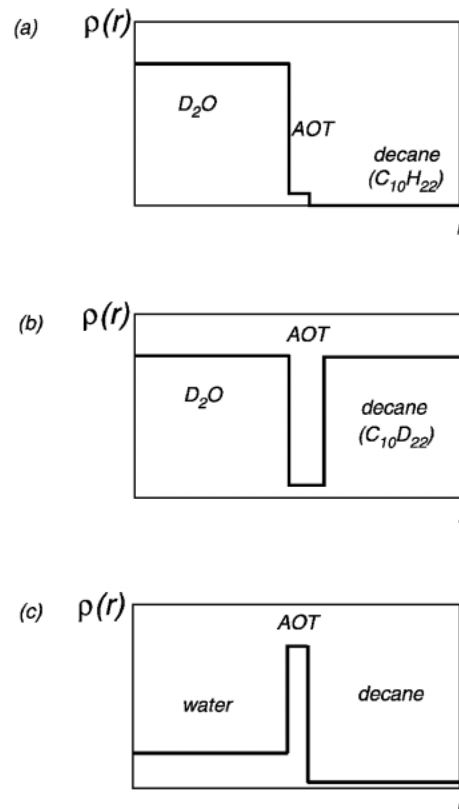 (a) ρ(r)
D₂O
AOT
decane
(C₁₀H₂₂)
(b) ρ(r)
AOT
D₂O
decane
(C₁₀D₂₂)
(c) ρ(r)
AOT
water
decane